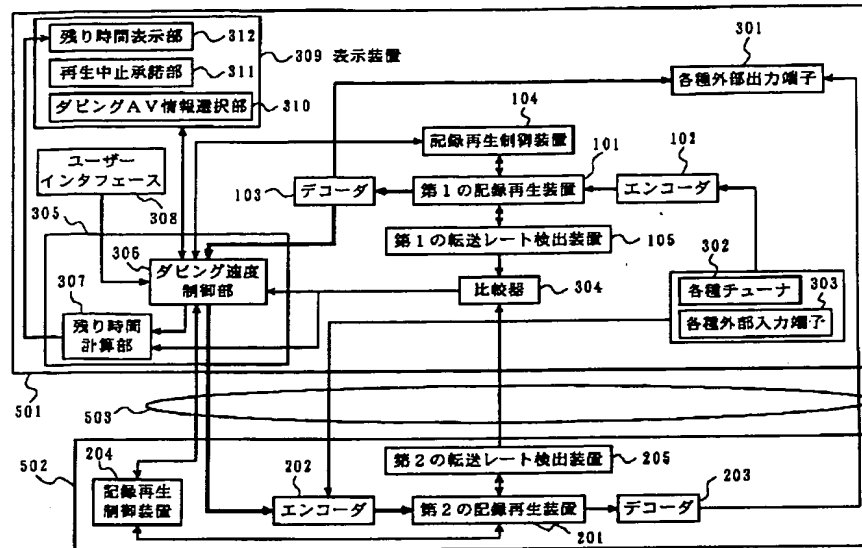 残り時間表示部
312
309 表示装置
301
再生中止承諾部
311
各種外部出力端子
ダビングAV情報選択部
310
104
記録再生制御装置
101
102
ユーザー
インタフェース
308
103
デコーダ
第1の記録再生装置
エンコーダ
305
第1の転送レート検出装置
105
306
ダビング速度
制御部
302
各種チューナ
303
307
比較器
304
残り時間
計算部
各種外部入力端子
501
503
502
204
第2の転送レート検出装置
205
202
203
記録再生
制御装置
エンコーダ
第2の記録再生装置
デコーダ
201